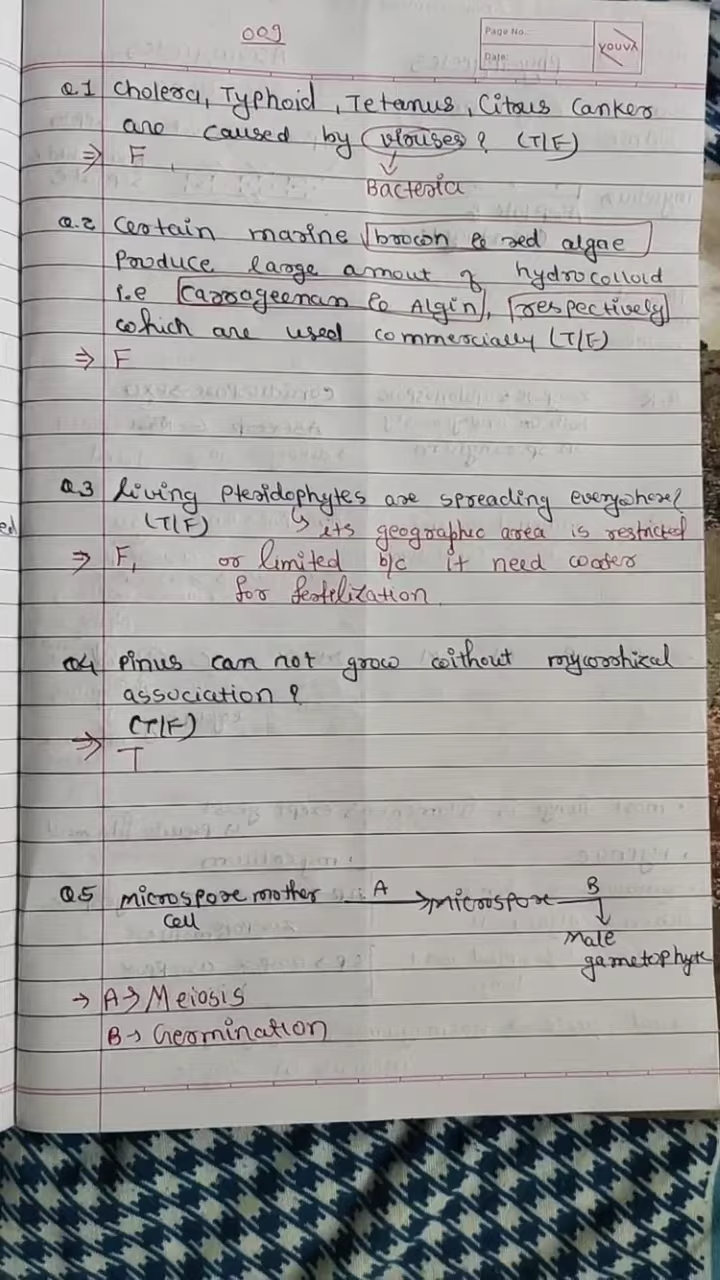 009
Page No.
Date:
YOUVA
Q.1 Cholera, Typhoid, Tetanus, Citrus Canker
are caused by viruses? (T/F)
⇒ F,
Bacteria
Q.2 Certain marine brown & red algae
Produce large amout of hydrocolloid
i.e Carrageenan & Algin, respectively
which are used commercially (T/F)
⇒ F
Q.3 Living Pteridophytes are spreading everywhere?
(T/F) ↳ its geographic area is restricted
⇒ F, or limited b/c it need water
for fertilization
Q4 Pinus can not grow without mycorrhizal
association?
(T/F)
⇒ T
Q.5 microspore mother A → microspore B
cell
male
gametophyte
→ A → Meiosis
B → Germination